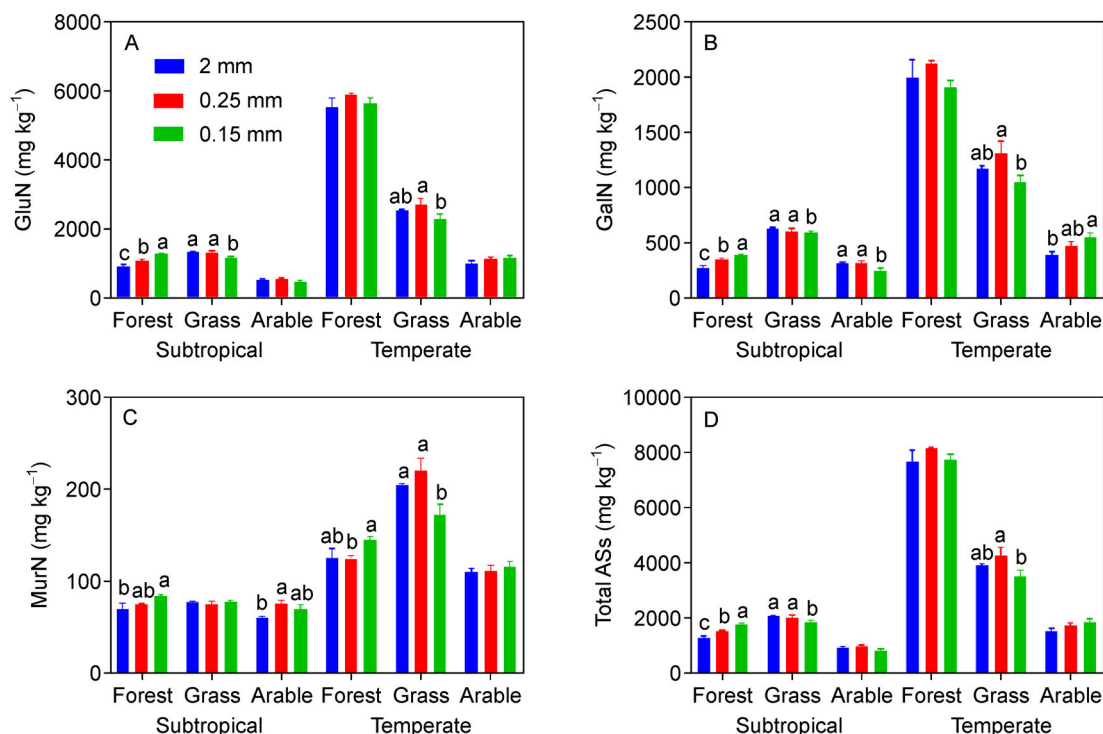 A
GluN (mg kg⁻¹)
8000
6000
4000
2000
0
2 mm
0.25 mm
0.15 mm
c b a a a b ab a b
Forest Grass Arable Forest Grass Arable
Subtropical Temperate
B
GalN (mg kg⁻¹)
2500
2000
1500
1000
500
0
c b a a a b a a b ab a b b ab a
Forest Grass Arable Forest Grass Arable
Subtropical Temperate
C
MurN (mg kg⁻¹)
300
200
100
0
b ab a b a ab ab b a a a b
Forest Grass Arable Forest Grass Arable
Subtropical Temperate
D
Total ASs (mg kg⁻¹)
10000
8000
6000
4000
2000
0
c b a a a b ab a b
Forest Grass Arable Forest Grass Arable
Subtropical Temperate